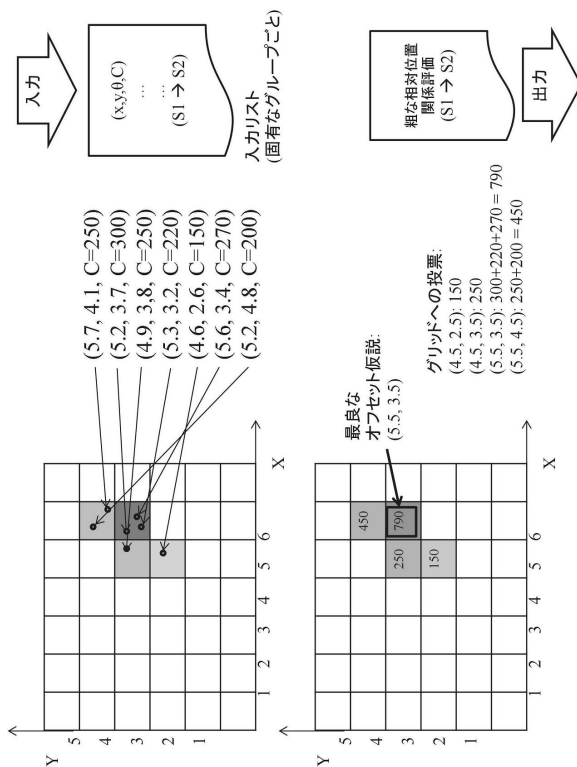 入力
(x,y,θ,C)
…
…
(S1 → S2)
入力リスト
(固有なグループごと)
(5.7, 4.1, C=250)
(5.2, 3.7, C=300)
(4.9, 3,8, C=250)
(5.3, 3.2, C=220)
(4.6, 2.6, C=150)
(5.6, 3.4, C=270)
(5.2, 4.8, C=200)
Y
5
4
3
2
1
1
2
3
4
5
6
X
粗な相対位置
関係評価
(S1 → S2)
出力
グリッドへの投票:
(4.5, 2.5): 150
(4.5, 3.5): 250
(5.5, 3.5): 300+220+270 = 790
(5.5, 4.5): 250+200 = 450
最良な
オフセット仮説:
(5.5, 3.5)
450
250
790
150
Y
5
4
3
2
1
1
2
3
4
5
6
X